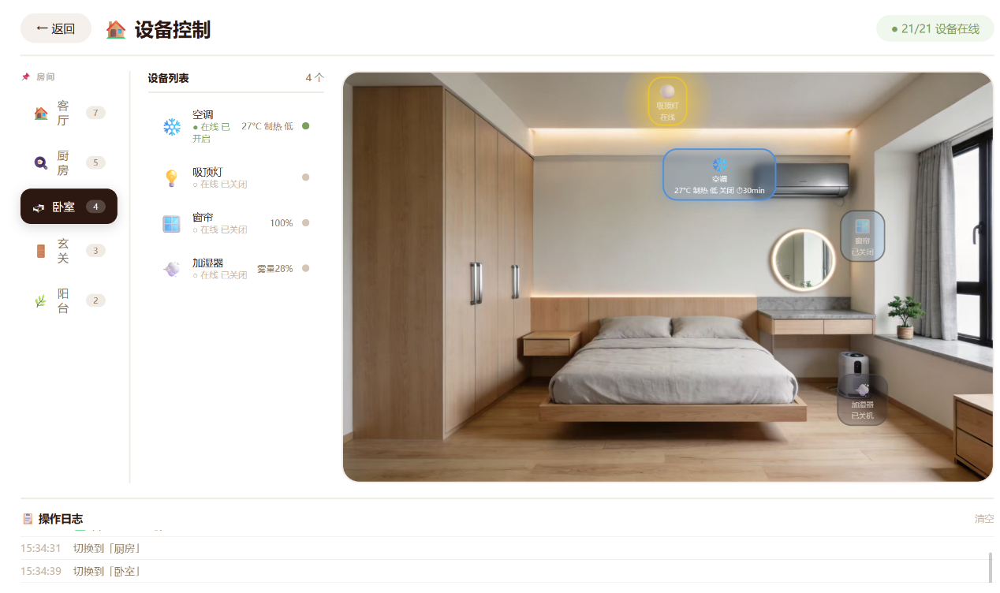 ← 返回
设备控制
● 21/21 设备在线
房间
客厅
7
厨房
5
卧室
4
玄关
3
阳台
2
设备列表
4 个
空调
● 在线 已开启
27°C 制热 低
吸顶灯
○ 在线 已关闭
窗帘
○ 在线 已关闭
100%
加湿器
○ 在线 已关闭
雾量28%
吸顶灯
在线
空调
27°C 制热 低 关闭 ⏱30min
窗帘
已关闭
加湿器
已关机
操作日志
清空
15:34:31 切换到「厨房」
15:34:39 切换到「卧室」